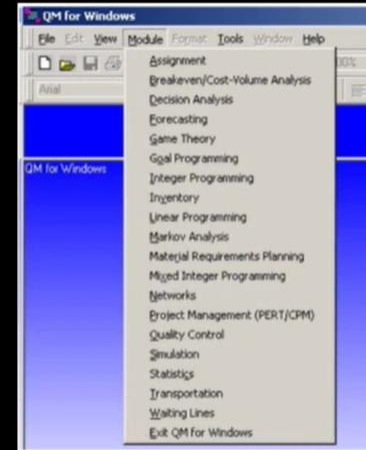 QM for Windows
File Edit View Module Format Tools Window Help
100%
Arial
Assignment
Breakeven/Cost-Volume Analysis
Decision Analysis
Forecasting
Game Theory
Goal Programming
Integer Programming
Inventory
Linear Programming
Markov Analysis
Material Requirements Planning
Mixed Integer Programming
Networks
Project Management (PERT/CPM)
Quality Control
Simulation
Statistics
Transportation
Waiting Lines
Exit QM for Windows
QM for Windows